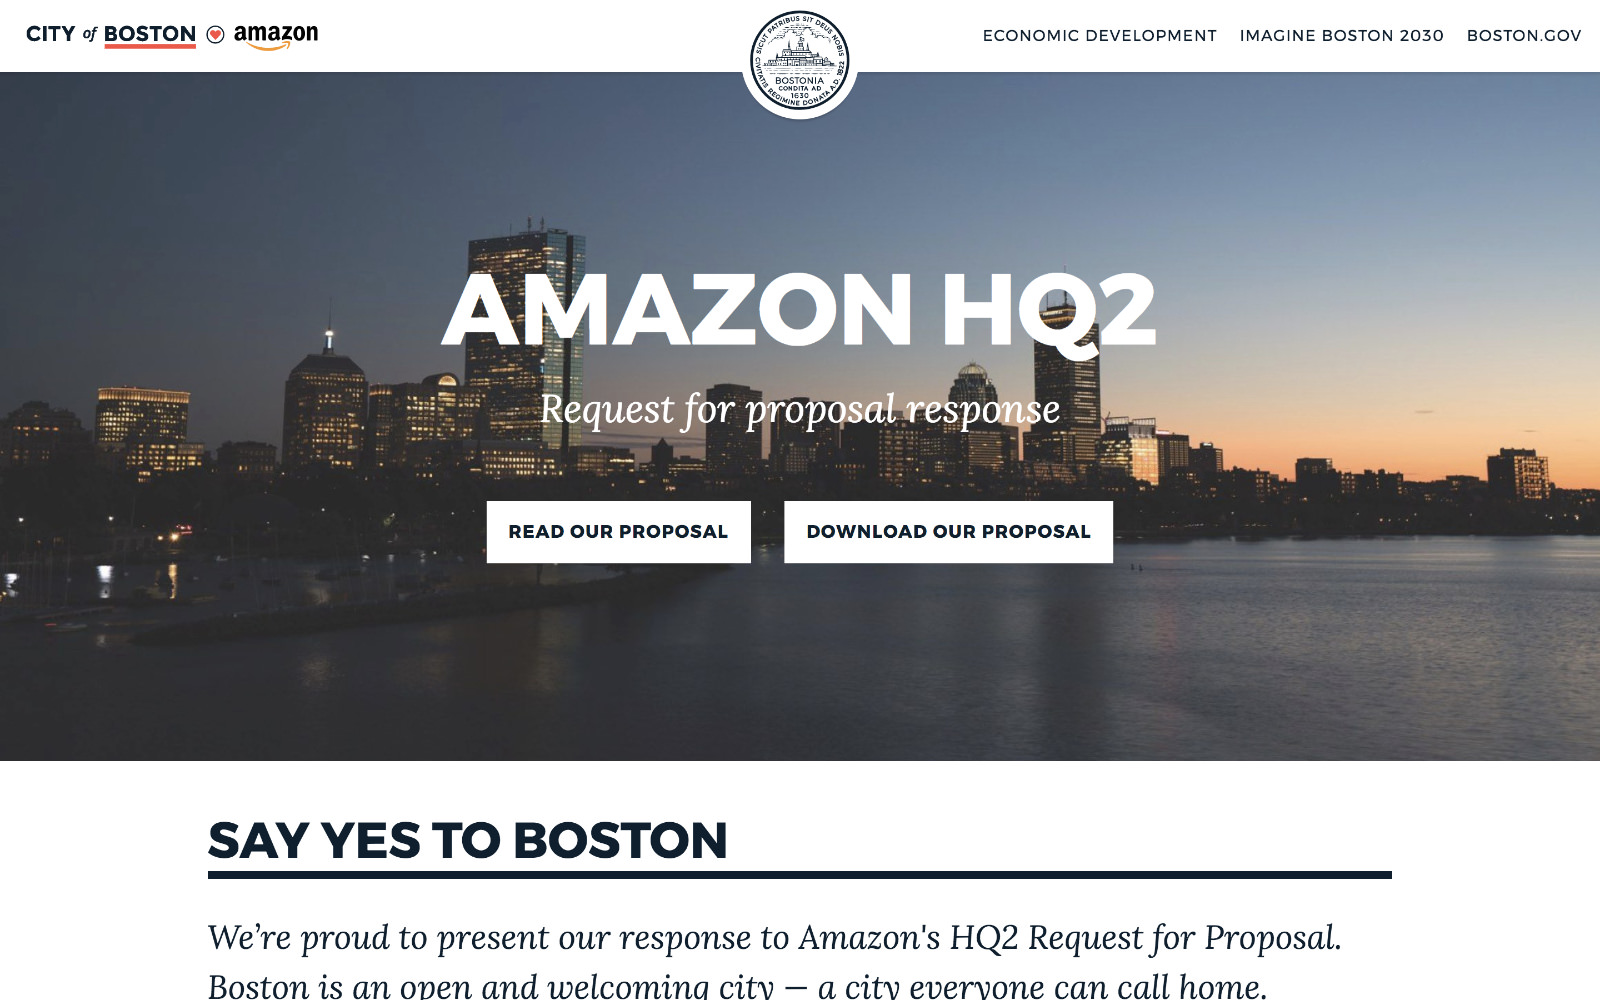 CITY of BOSTON amazon
SICUT PATRIBUS SIT DEUS NOBIS
CIVITATIS REGIMINE DONATA A.D. 1822
BOSTONIA
CONDITA AD
1630
ECONOMIC DEVELOPMENT IMAGINE BOSTON 2030 BOSTON.GOV
AMAZON HQ2
Request for proposal response
READ OUR PROPOSAL DOWNLOAD OUR PROPOSAL
SAY YES TO BOSTON
We’re proud to present our response to Amazon's HQ2 Request for Proposal.
Boston is an open and welcoming city — a city everyone can call home.